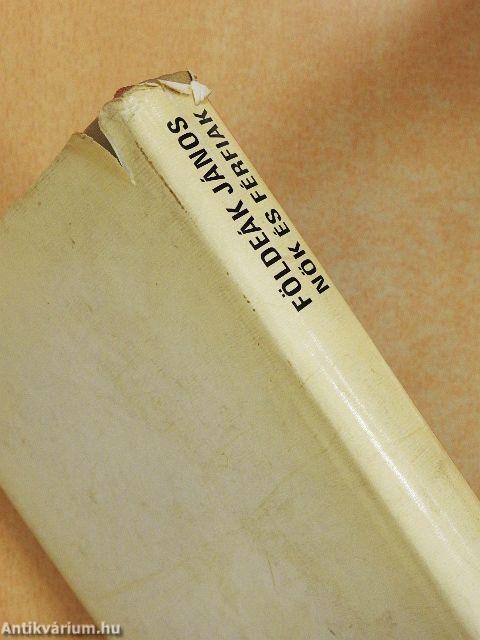 FÖLDEÁK JÁNOS
NŐK ÉS FÉRFIAK
Antikvárium.hu